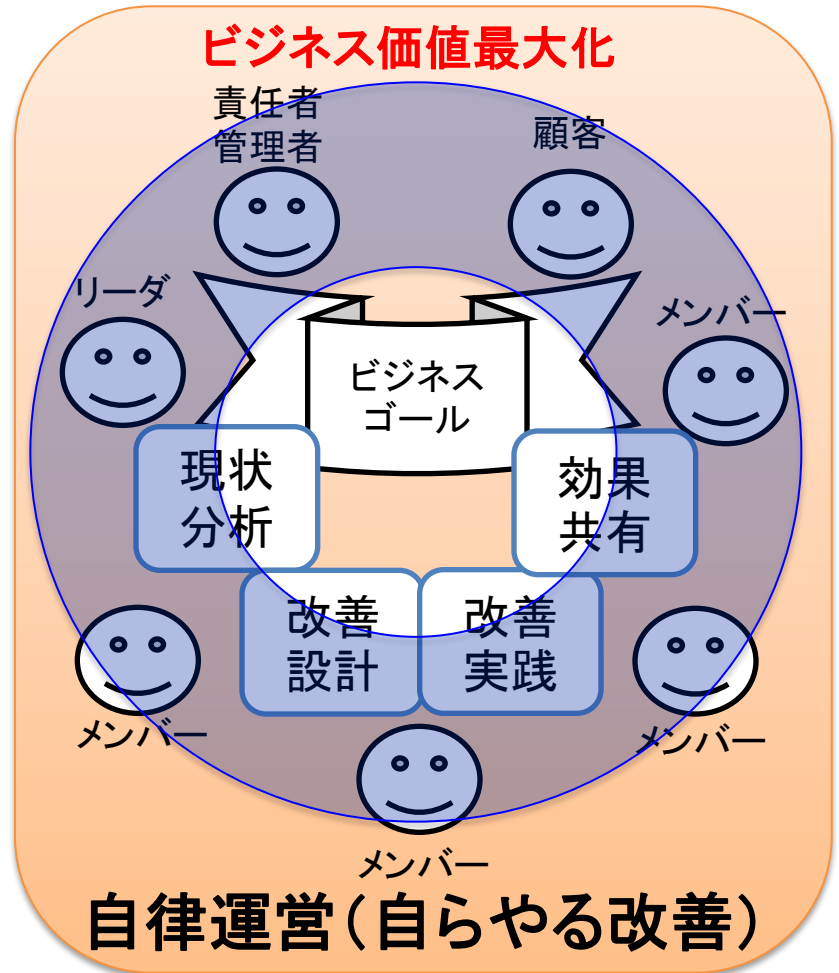 ビジネス価値最大化
責任者
管理者
顧客
リーダ
メンバー
ビジネス
ゴール
現状
分析
効果
共有
改善
設計
改善
実践
メンバー
メンバー
メンバー
自律運営(自らやる改善)